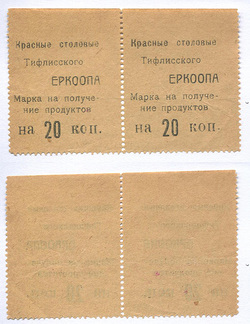 Красные столовые Красные столовые
Тифлисского Тифлисского
ЕРКООПА ЕРКООПА
Марка на получе- Марка на получе-
ние продуктов ние продуктов
на 20 коп. на 20 коп.